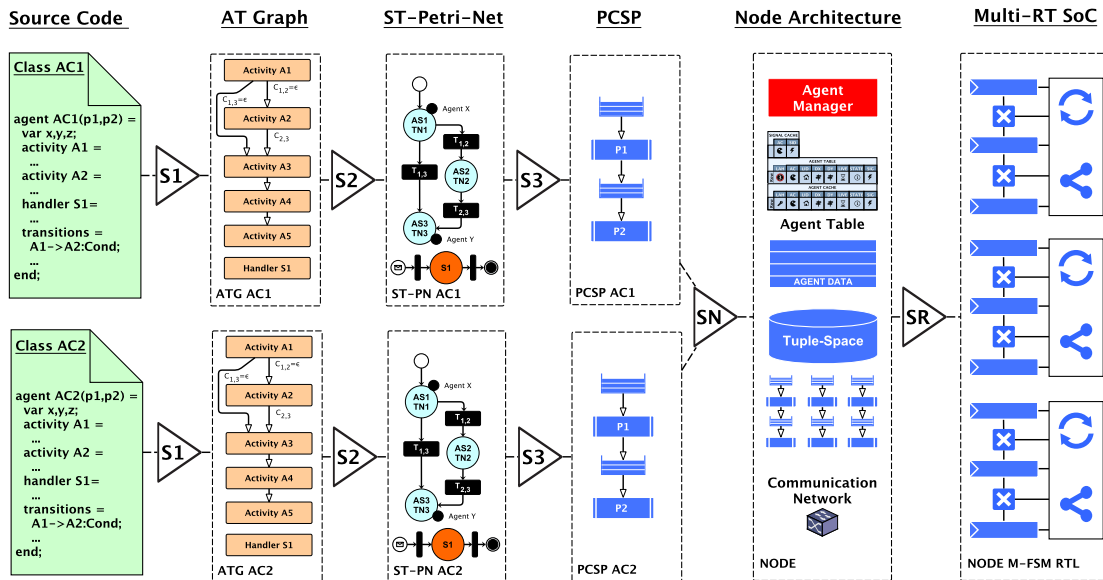 Source Code
AT Graph
ST-Petri-Net
PCSP
Node Architecture
Multi-RT SoC
Class AC1
agent AC1(p1,p2) =
var x,y,z;
activity A1 =
...
activity A2 =
...
handler S1=
...
transitions =
A1->A2:Cond;
end;
S1
Activity A1
C1,3=ε
C1,2=ε
Activity A2
C2,3
Activity A3
Activity A4
Activity A5
Handler S1
ATG AC1
S2
Agent X
AS1
TN1
T1,2
T1,3
AS2
TN2
T2,3
AS3
TN3
Agent Y
S1
ST-PN AC1
S3
P1
P2
PCSP AC1
Class AC2
agent AC2(p1,p2) =
var x,y,z;
activity A1 =
...
activity A2 =
...
handler S1=
...
transitions =
A1->A2:Cond;
end;
S1
Activity A1
C1,3=ε
C1,2=ε
Activity A2
C2,3
Activity A3
Activity A4
Activity A5
Handler S1
ATG AC2
S2
Agent X
AS1
TN1
T1,2
T1,3
AS2
TN2
T2,3
AS3
TN3
Agent Y
S1
ST-PN AC2
S3
P1
P2
PCSP AC2
SN
Agent
Manager
SIGNAL CACHE
AGENT TABLE
AGENT CACHE
Agent Table
AGENT DATA
Tuple-Space
Communication
Network
NODE
SR
NODE M-FSM RTL